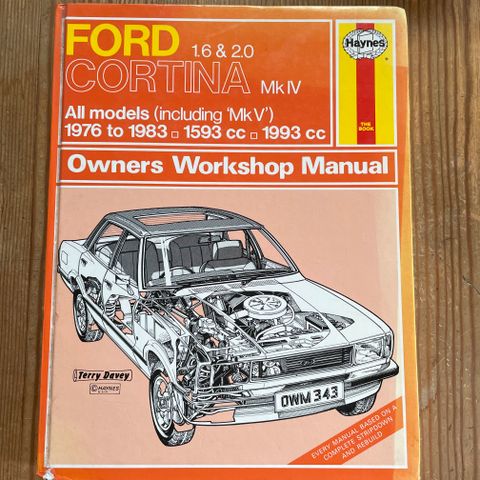 FORD 1.6 & 2.0
CORTINA Mk IV
All models (including 'Mk V')
1976 to 1983 □ 1593 cc □ 1993 cc
Haynes
THE
BOOK
Owners Workshop Manual
Terry Davey
© HAYNES
OWM 343
EVERY MANUAL BASED ON A
COMPLETE STRIPDOWN
AND REBUILD